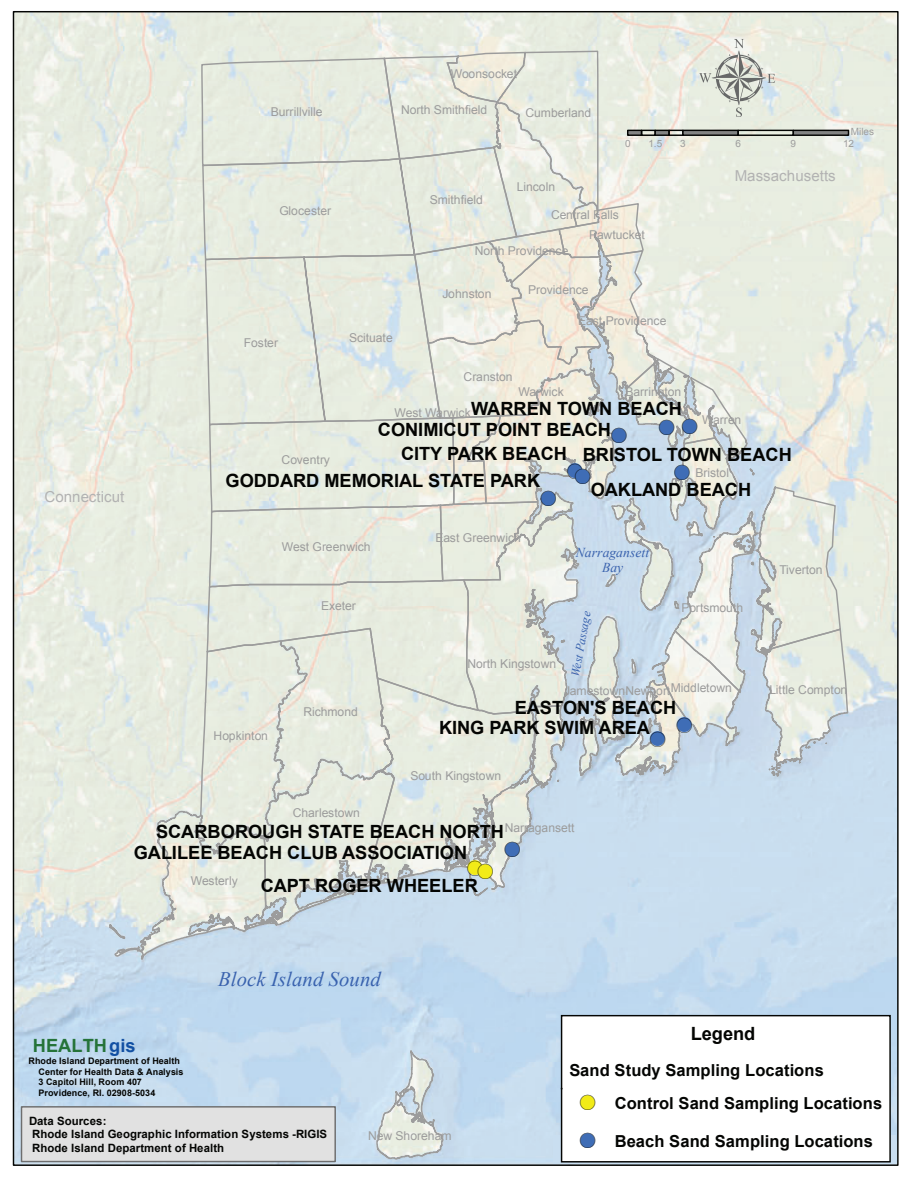 N
W E
S
Miles
0 1.5 3 6 9 12
Woonsocket
Burrillville
North Smithfield
Cumberland
Massachusetts
Lincoln
Smithfield
Glocester
Central Falls
Pawtucket
North Providence
Providence
Johnston
East Providence
Scituate
Foster
Cranston
Warwick
Barrington
WARREN TOWN BEACH
West Warwick
Warren
CONIMICUT POINT BEACH
CITY PARK BEACH
BRISTOL TOWN BEACH
Coventry
Bristol
GODDARD MEMORIAL STATE PARK
OAKLAND BEACH
Connecticut
East Greenwich
West Greenwich
Narragansett
Bay
Tiverton
Exeter
Portsmouth
West Passage
North Kingstown
Jamestown
Newport
Middletown
Little Compton
EASTON'S BEACH
Richmond
KING PARK SWIM AREA
Hopkinton
South Kingstown
Charlestown
SCARBOROUGH STATE BEACH NORTH
Narragansett
GALILEE BEACH CLUB ASSOCIATION
Westerly
CAPT ROGER WHEELER
Block Island Sound
New Shoreham
HEALTH gis
Rhode Island Department of Health
Center for Health Data & Analysis
3 Capitol Hill, Room 407
Providence, RI. 02908-5034
Data Sources:
Rhode Island Geographic Information Systems -RIGIS
Rhode Island Department of Health
Legend
Sand Study Sampling Locations
Control Sand Sampling Locations
Beach Sand Sampling Locations